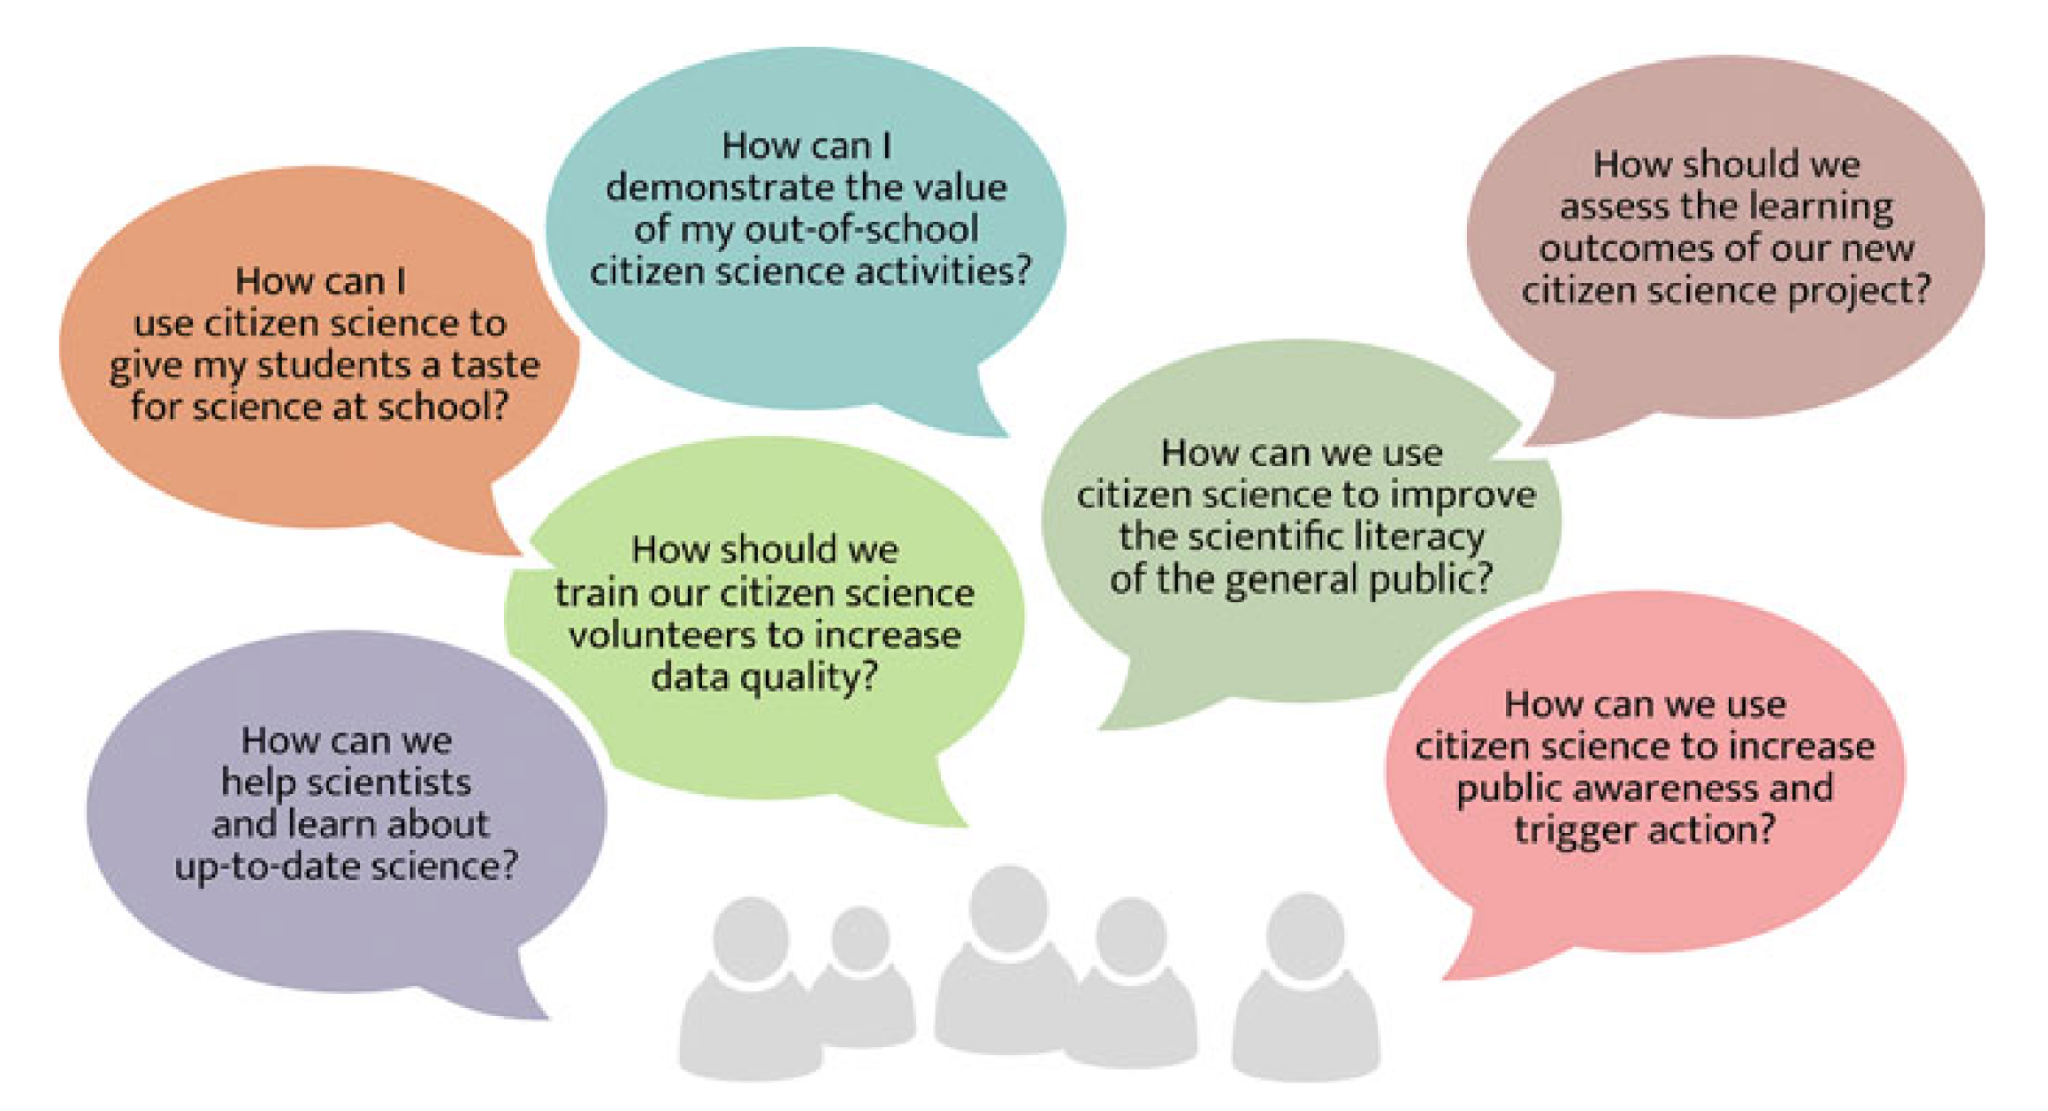 How can I
demonstrate the value
of my out-of-school
citizen science activities?
How should we
assess the learning
outcomes of our new
citizen science project?
How can I
use citizen science to
give my students a taste
for science at school?
How can we use
citizen science to improve
the scientific literacy
of the general public?
How should we
train our citizen science
volunteers to increase
data quality?
How can we use
citizen science to increase
public awareness and
trigger action?
How can we
help scientists
and learn about
up-to-date science?